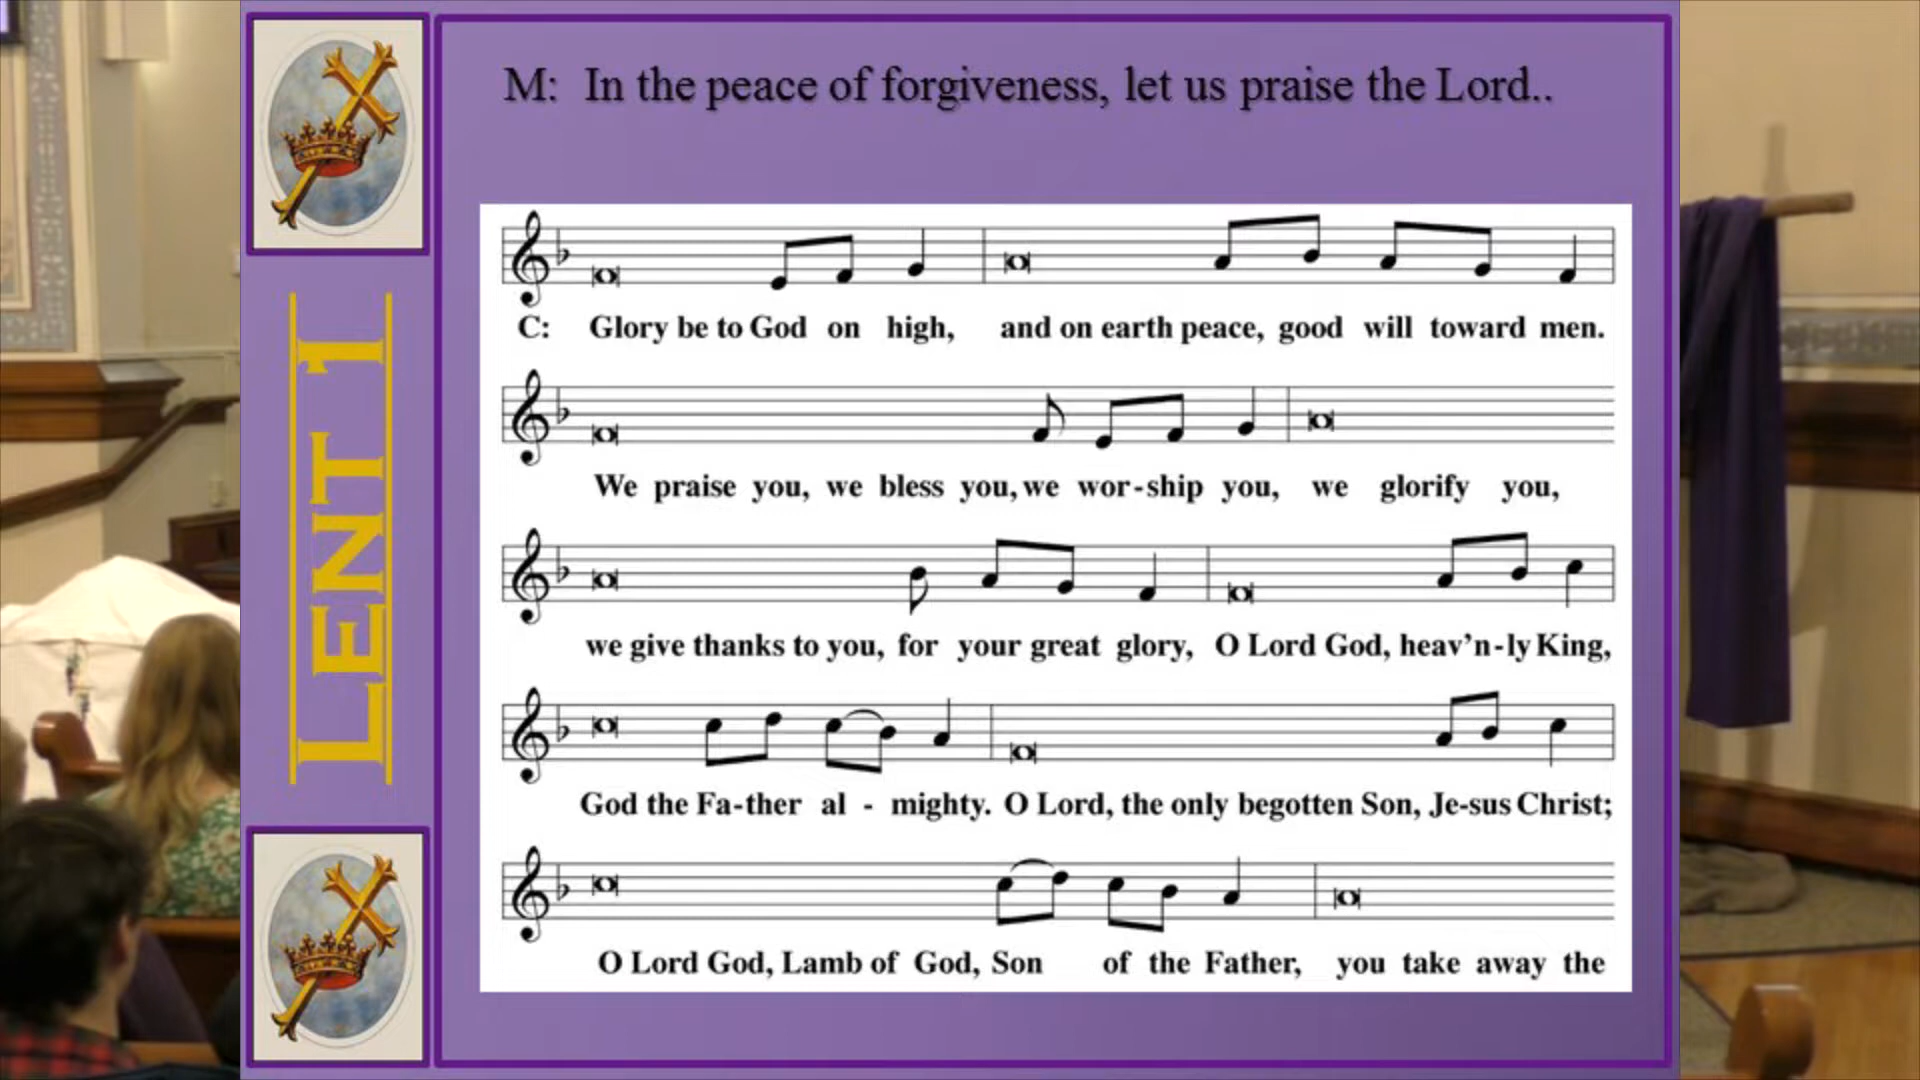 M: In the peace of forgiveness, let us praise the Lord..
LENT 1
C: Glory be to God on high, and on earth peace, good will toward men.
We praise you, we bless you, we wor-ship you, we glorify you,
we give thanks to you, for your great glory, O Lord God, heav'n-ly King,
God the Fa-ther al - mighty. O Lord, the only begotten Son, Je-sus Christ;
O Lord God, Lamb of God, Son of the Father, you take away the